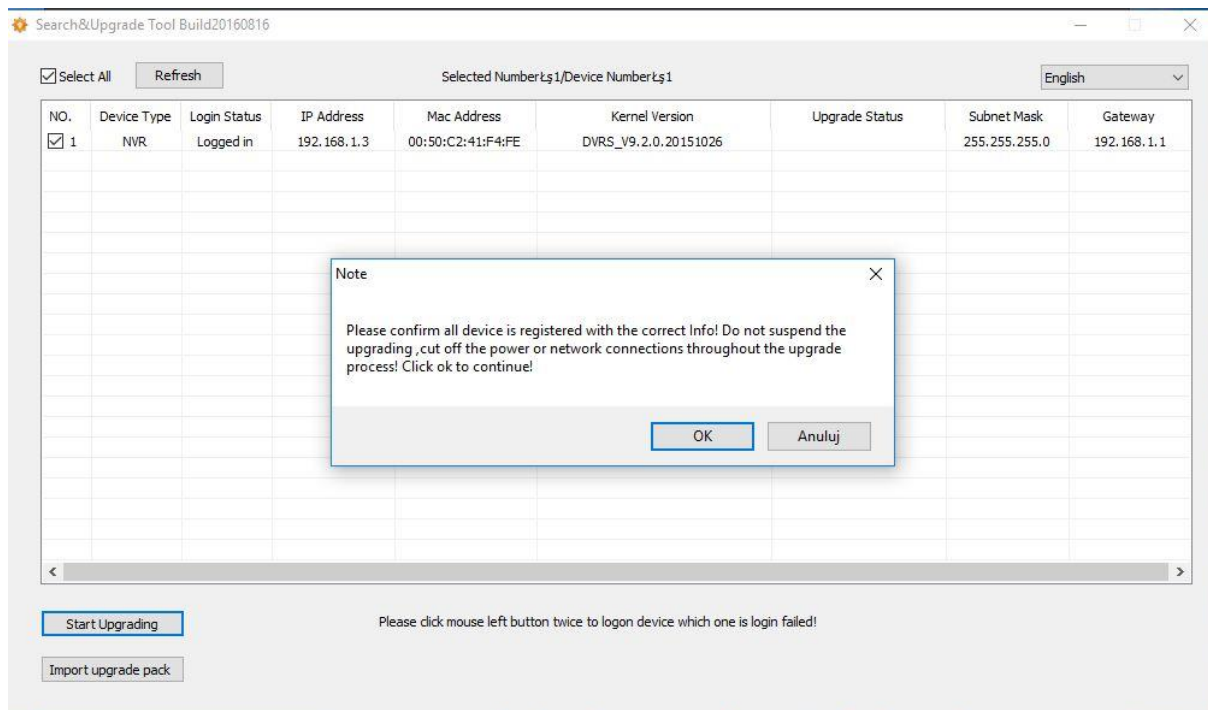 Search&Upgrade Tool Build20160816
Select All Refresh Selected NumberŁş1/Device NumberŁş1 English
NO. Device Type Login Status IP Address Mac Address Kernel Version Upgrade Status Subnet Mask Gateway
1 NVR Logged in 192.168.1.3 00:50:C2:41:F4:FE DVRS_V9.2.0.20151026 255.255.255.0 192.168.1.1
Note
Please confirm all device is registered with the correct Info! Do not suspend the
upgrading ,cut off the power or network connections throughout the upgrade
process! Click ok to continue!
OK Anuluj
Start Upgrading Please click mouse left button twice to logon device which one is login failed!
Import upgrade pack